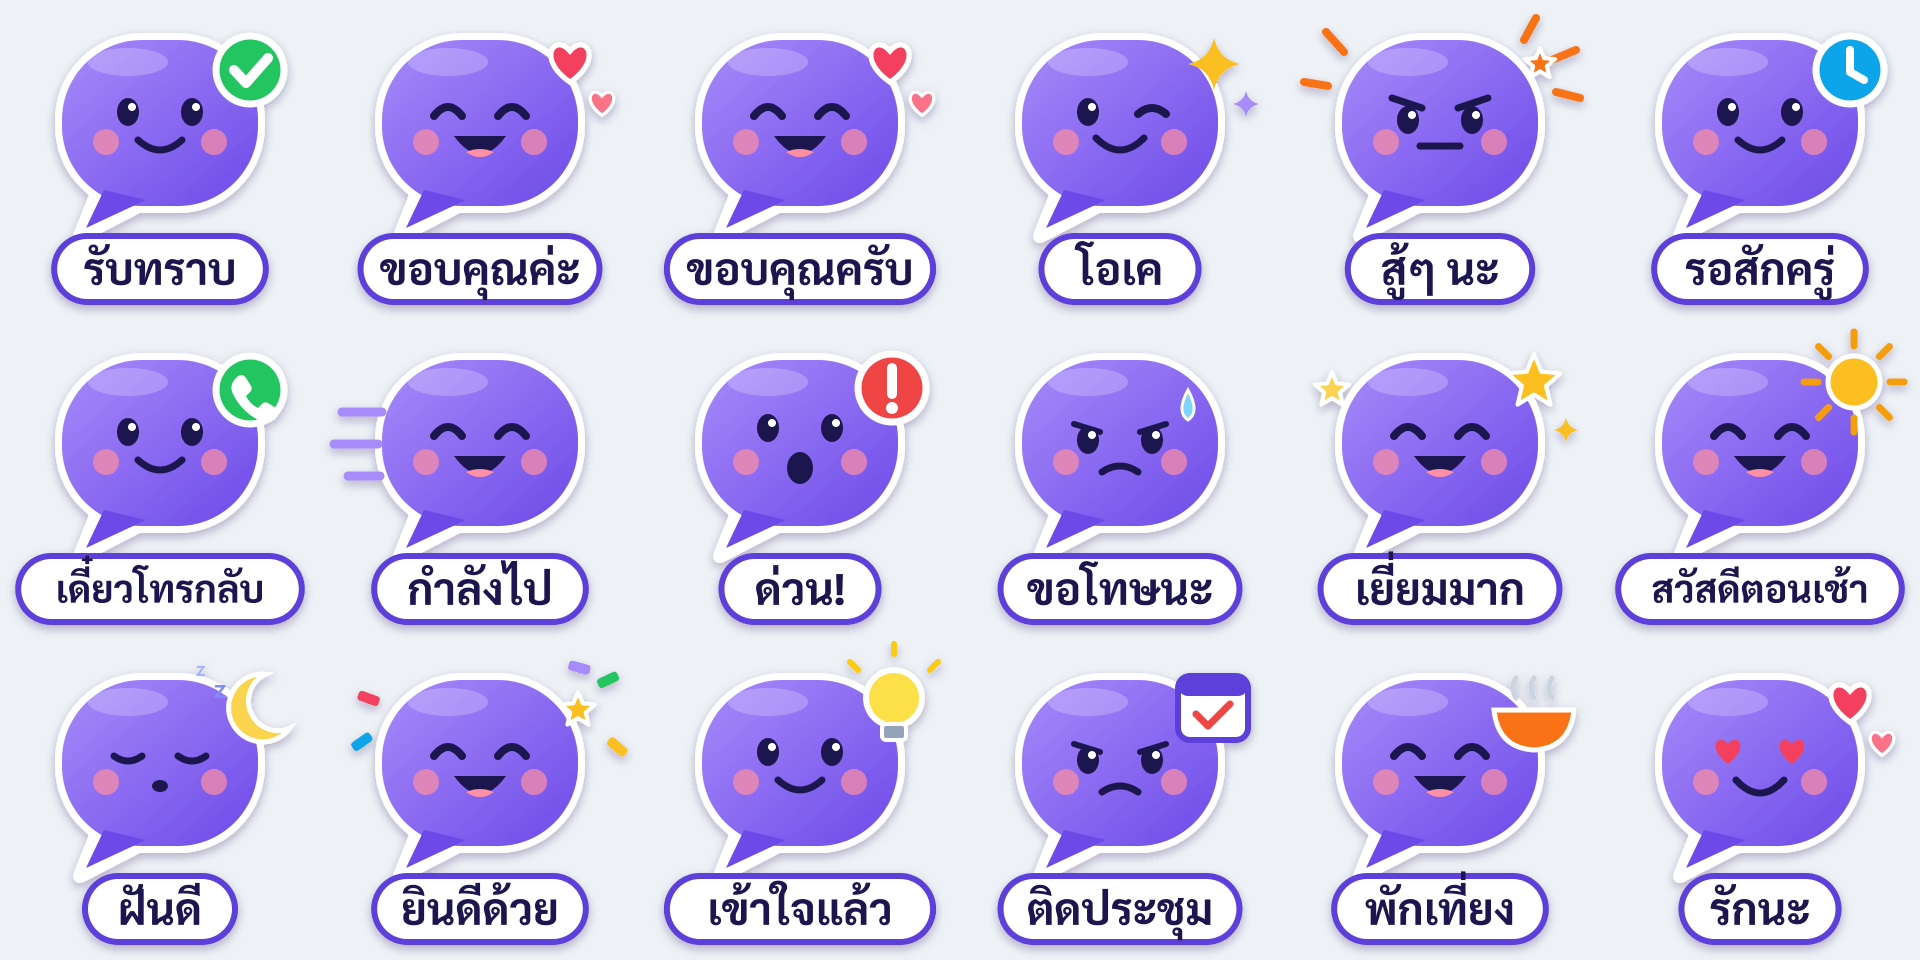 รับทราบ
ขอบคุณค่ะ
ขอบคุณครับ
โอเค
สู้ๆ นะ
รอสักครู่
เดี๋ยวโทรกลับ
กำลังไป
ด่วน!
ขอโทษนะ
เยี่ยมมาก
สวัสดีตอนเช้า
z
z
ฝันดี
ยินดีด้วย
เข้าใจแล้ว
ติดประชุม
พักเที่ยง
รักนะ